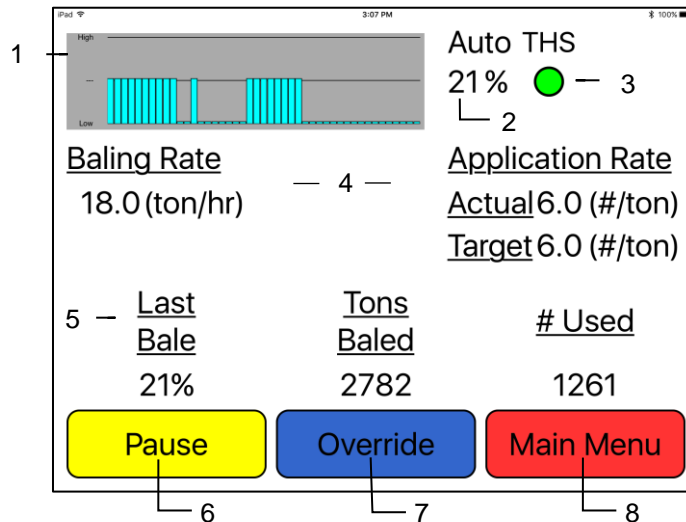 iPad 3:07 PM 100%
1 High Auto THS
--- 21% 3
Low 2
Baling Rate Application Rate
4
18.0 (ton/hr) Actual 6.0 (#/ton)
Target 6.0 (#/ton)
5 Last Tons # Used
Bale Baled
21% 2782 1261
Pause Override Main Menu
6 7 8